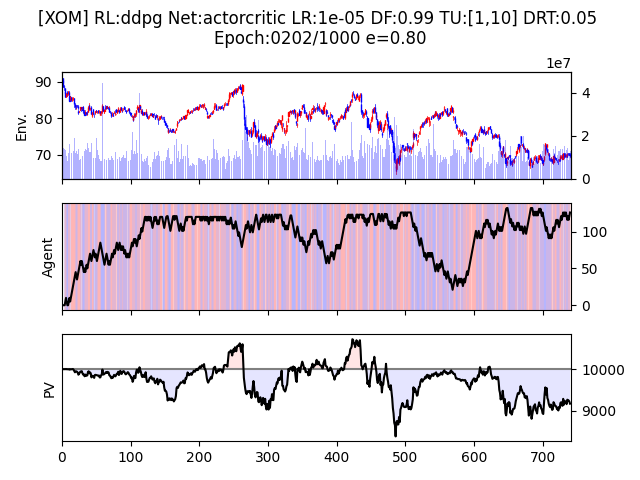 [XOM] RL:ddpg Net:actorcritic LR:1e-05 DF:0.99 TU:[1,10] DRT:0.05
Epoch:0202/1000 e=0.80
1e7
90
80
70
Env.
4
2
0
Agent
100
50
0
PV
10000
9000
0 100 200 300 400 500 600 700